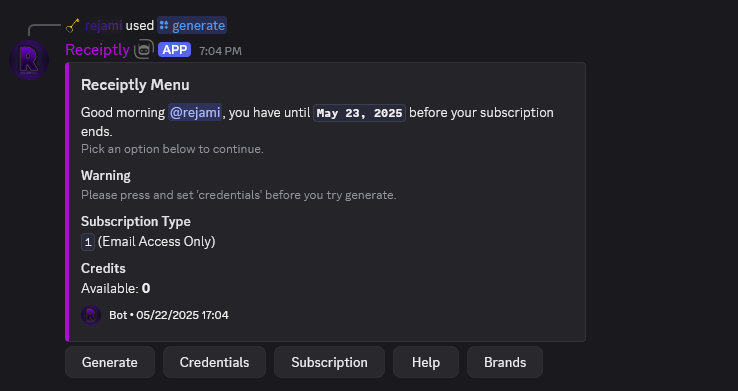 rejami used generate
Receiptly APP 7:04 PM
Receiptly Menu
Good morning @rejami, you have until May 23, 2025 before your subscription
ends.
Pick an option below to continue.
Warning
Please press and set 'credentials' before you try generate.
Subscription Type
1 (Email Access Only)
Credits
Available: 0
Bot • 05/22/2025 17:04
Generate Credentials Subscription Help Brands